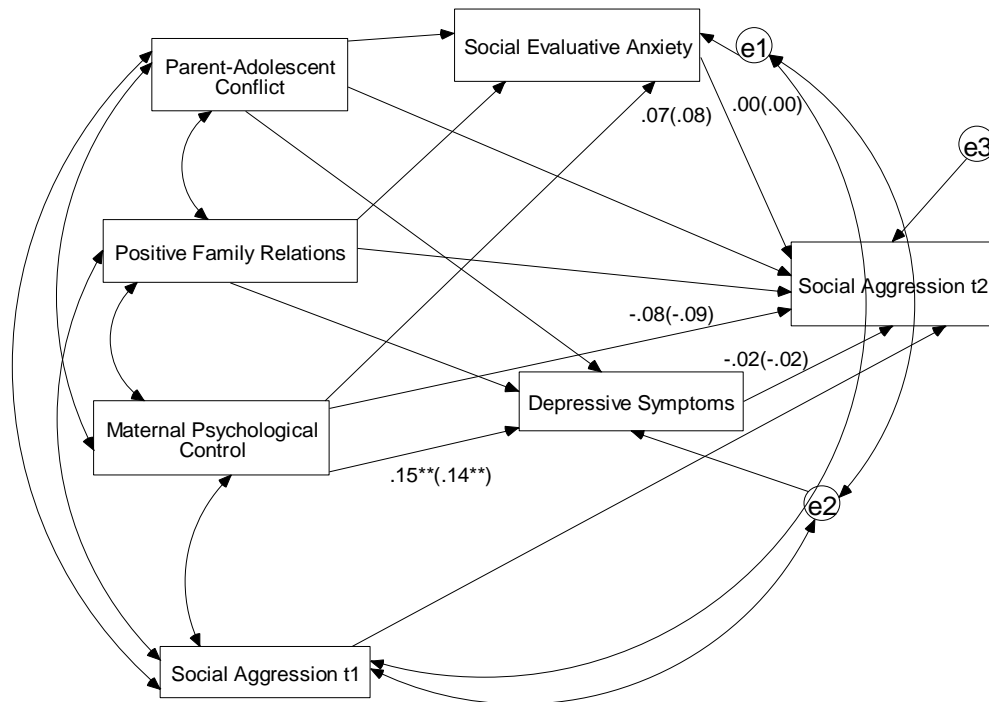 Social Evaluative Anxiety
e1
Parent-Adolescent
Conflict
.07(.08)
.00(.00)
e3
Positive Family Relations
Social Aggression t2
-.08(-.09)
-.02(-.02)
Depressive Symptoms
Maternal Psychological
Control
.15**(.14**)
e2
Social Aggression t1